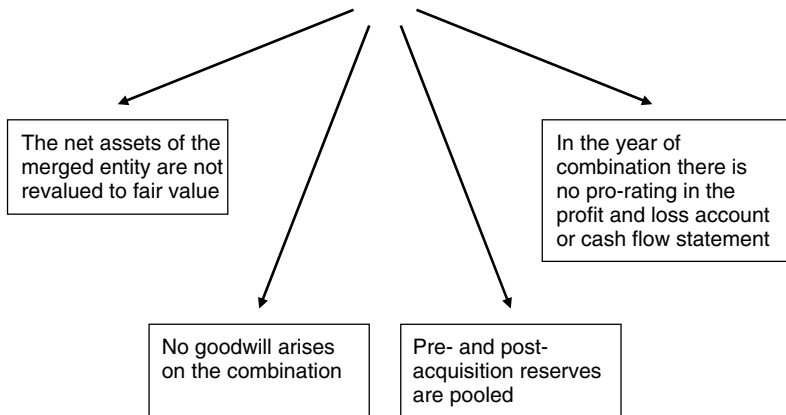 The net assets of the
merged entity are not
revalued to fair value
In the year of
combination there is
no pro-rating in the
profit and loss account
or cash flow statement
No goodwill arises
on the combination
Pre- and post-
acquisition reserves
are pooled